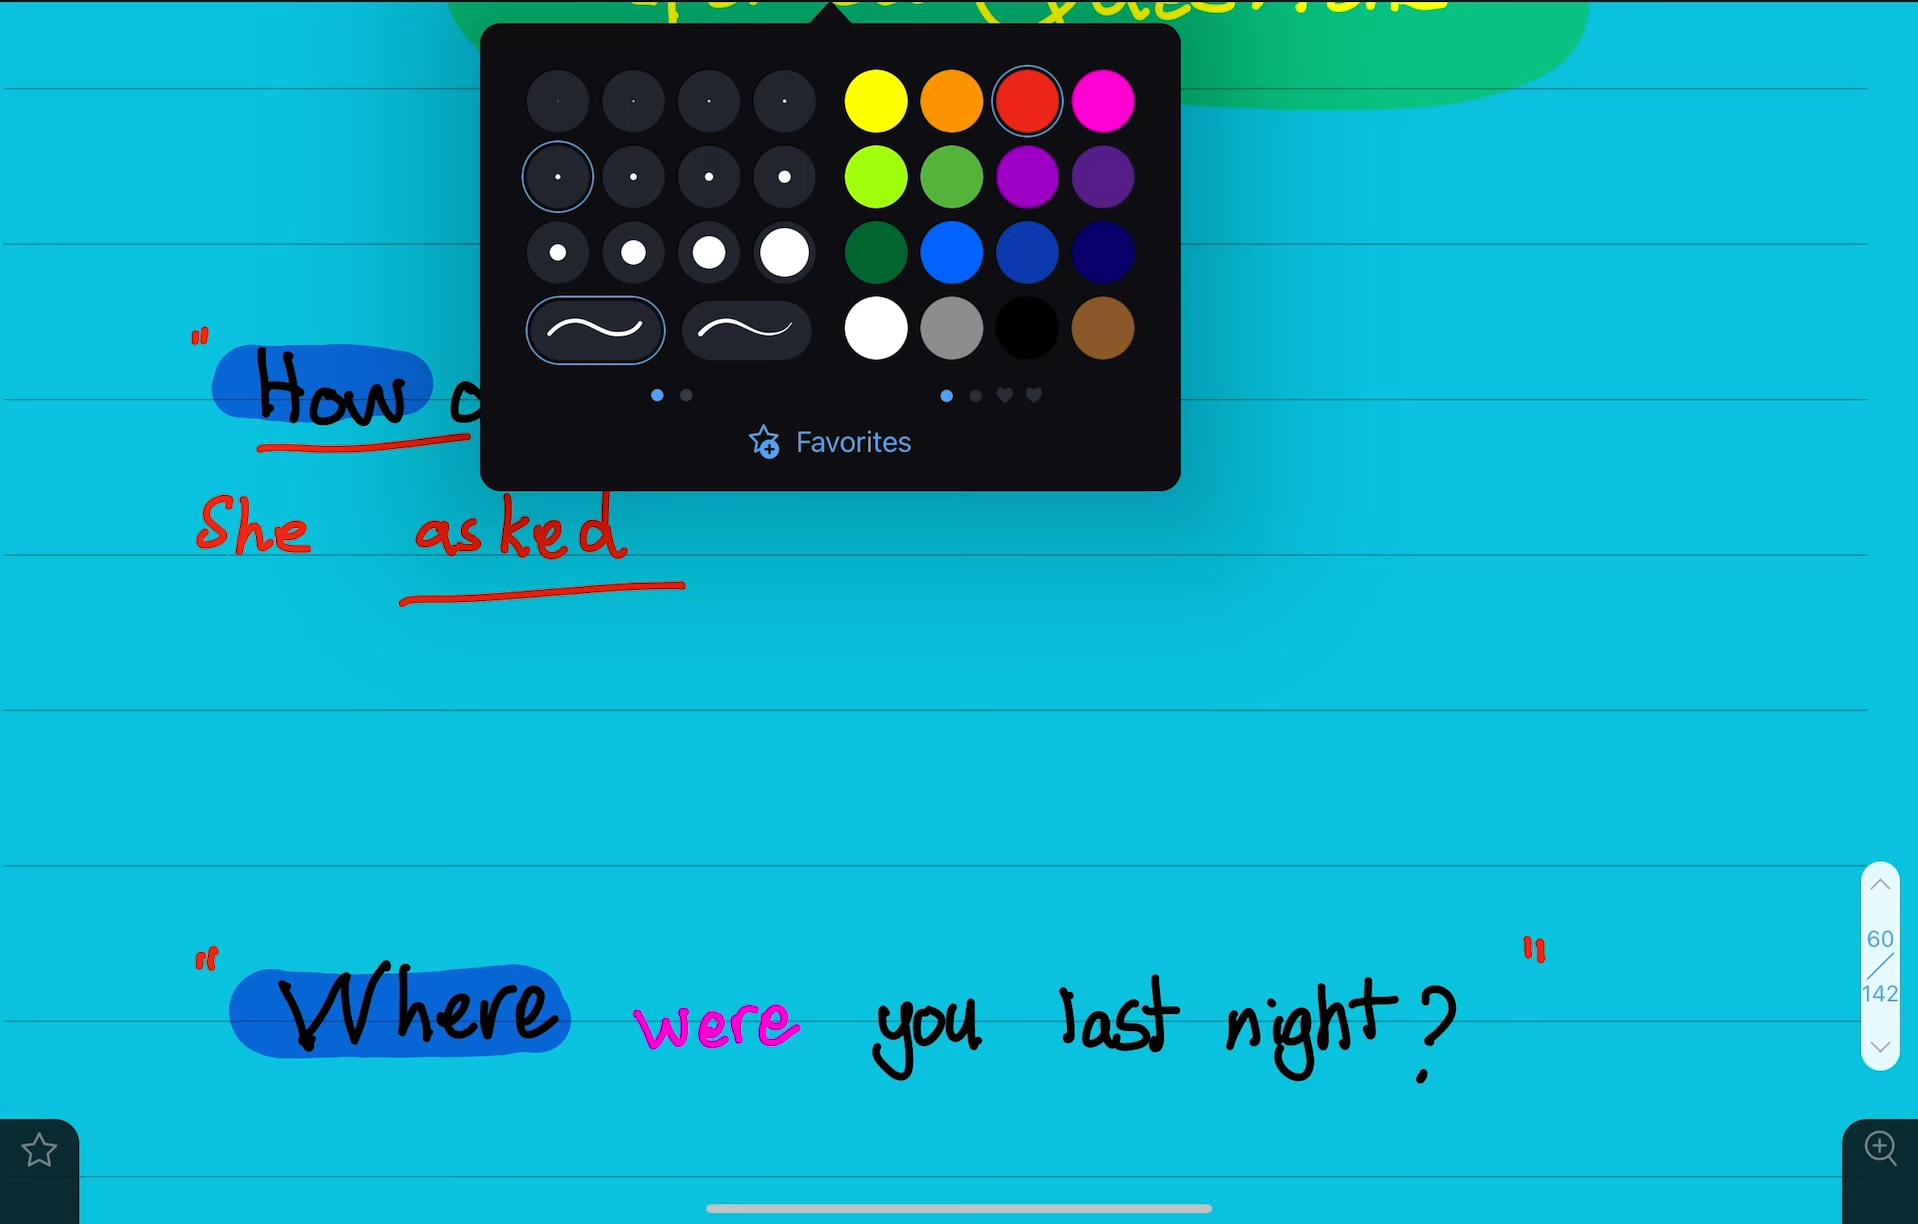 Favorites
"How
She asked
"Where were you last night?"
60
142